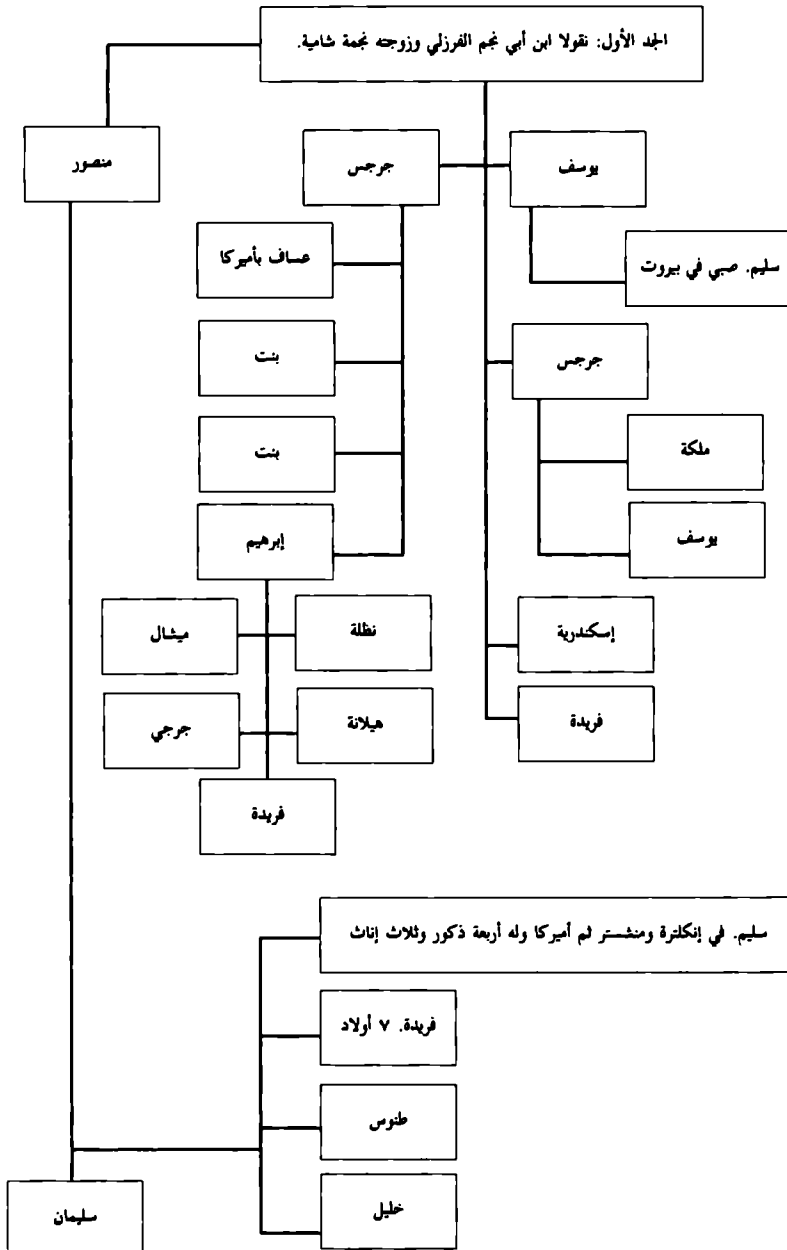 الجد الأول: نقولا ابن أبي نجم الفرزلي وزوجته نجمة شامية.
منصور
جرجس
يوسف
عساف بأميركا
سليم. صبي في بيروت
بنت
جرجس
بنت
ملكة
إبرهيم
يوسف
نظلة
ميشال
إسكندرية
هيلانة
جرجي
فريدة
فريدة
سليم. في إنكلترة ومنشستر ثم أميركا وله أربعة ذكور وثلاث إناث
فريدة. ٧ أولاد
طنوس
خليل
سليمان